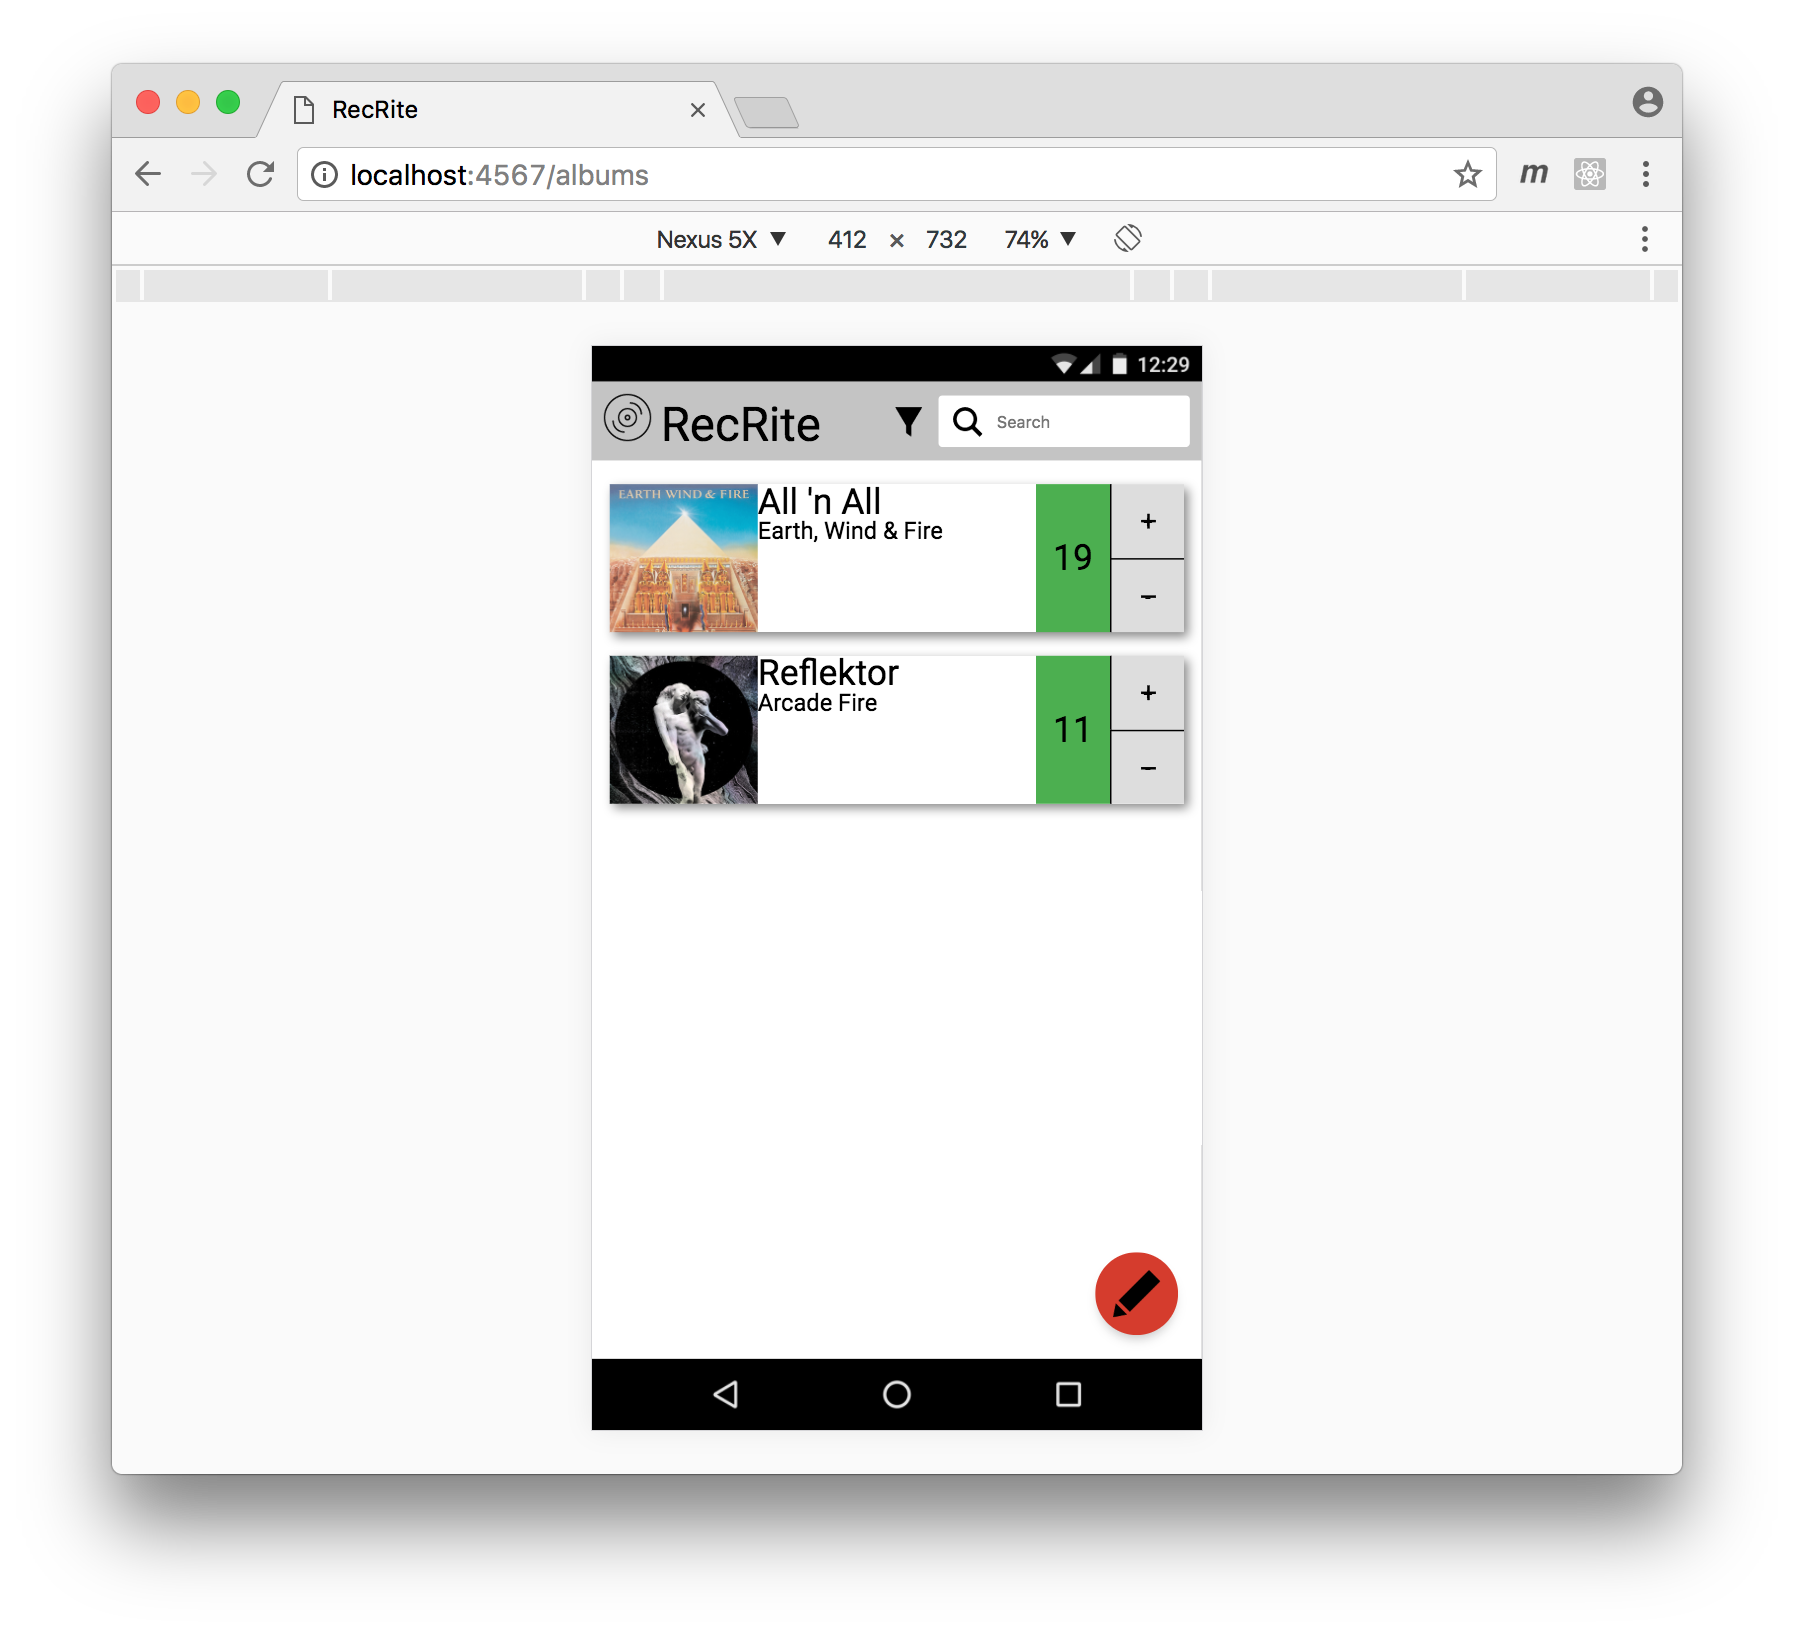 RecRite
localhost:4567/albums
m
Nexus 5X 412 × 732 74%
12:29
RecRite Search
EARTH WIND & FIRE
All 'n All
Earth, Wind & Fire
19
+
-
Reflektor
Arcade Fire
11
+
-